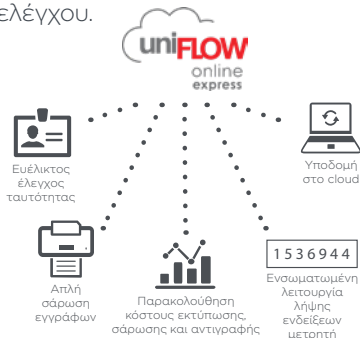 ελέγχου.
uniFLOW
online
express
Ευέλικτος
έλεγχος
ταυτότητας
Υποδομή
στο cloud
Απλή
σάρωση
εγγράφων
Παρακολούθηση
κόστους εκτύπωσης,
σάρωσης και αντιγραφής
1536944
Ενσωματωμένη
λειτουργία
λήψης
ενδείξεων
μετρητή